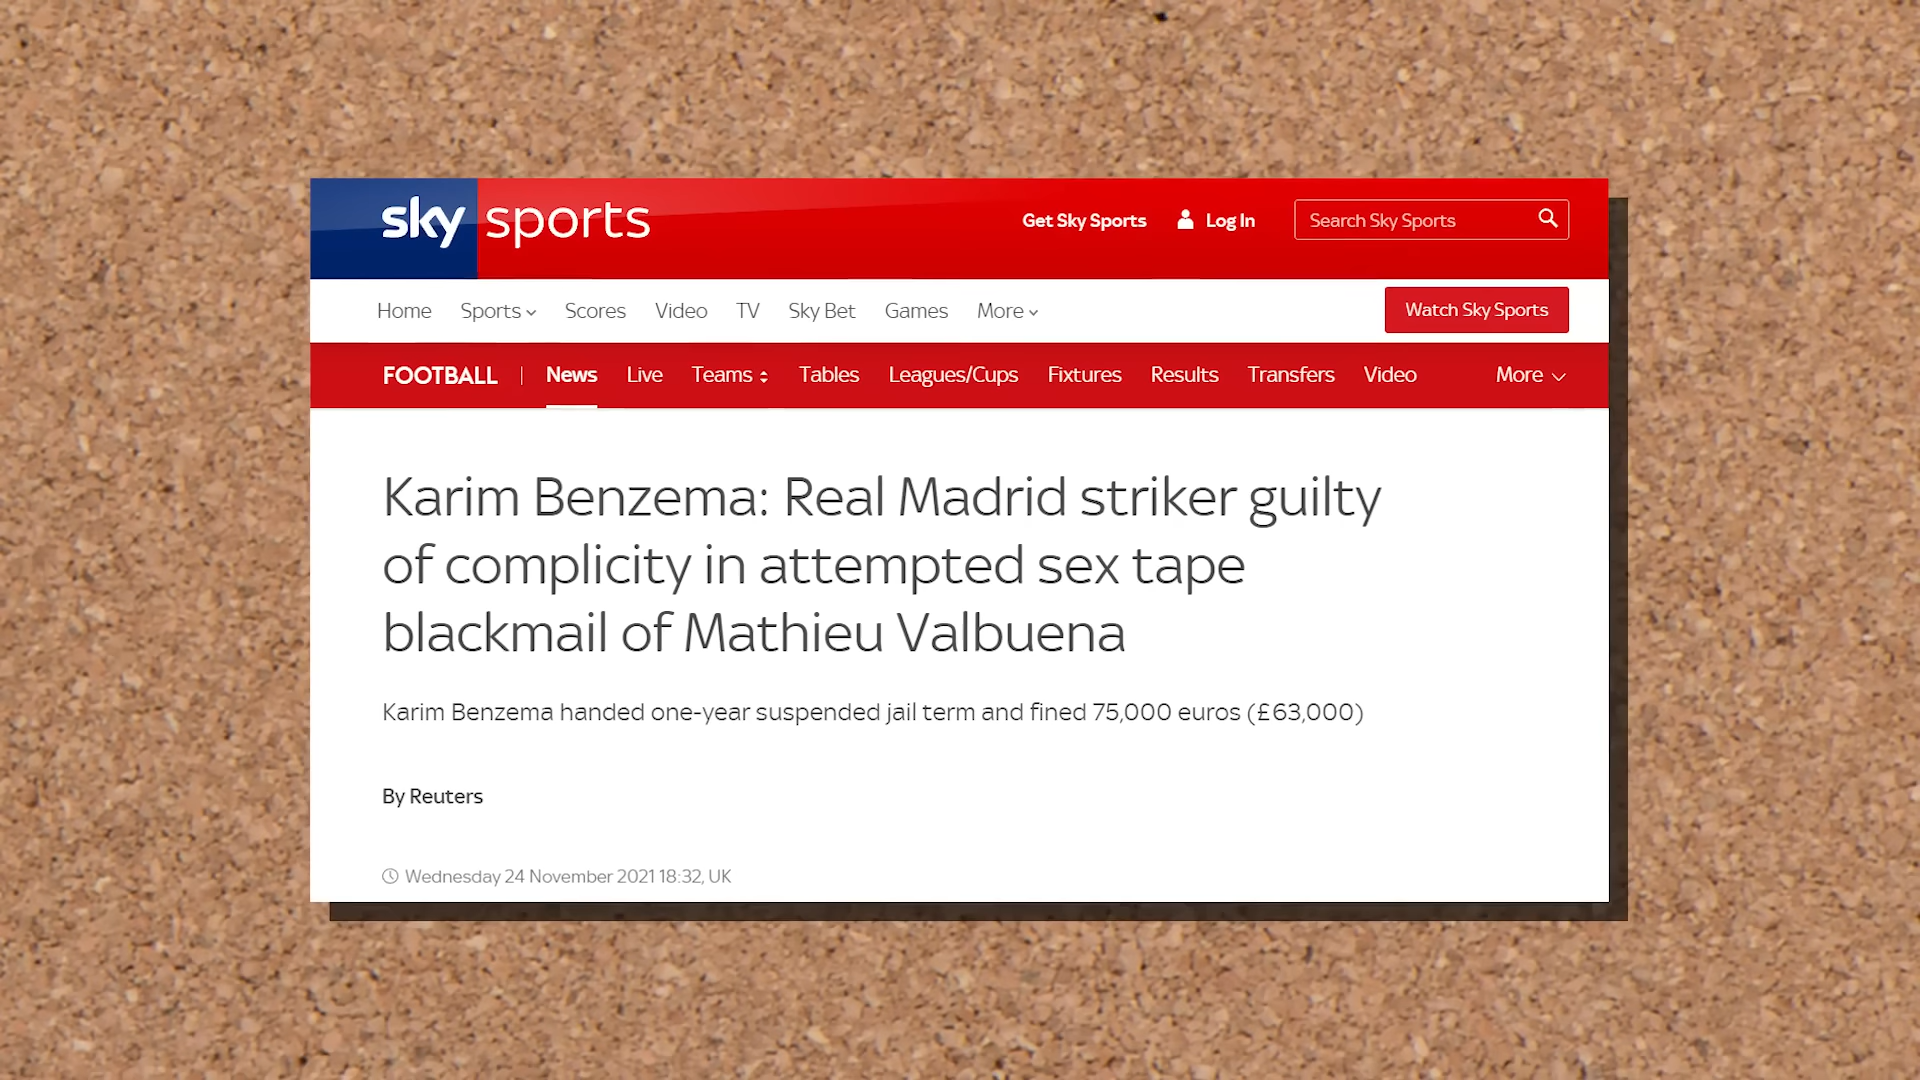 sky sports
Get Sky Sports Log In Search Sky Sports
Home Sports Scores Video TV Sky Bet Games More Watch Sky Sports
FOOTBALL | News Live Teams Tables Leagues/Cups Fixtures Results Transfers Video More
Karim Benzema: Real Madrid striker guilty
of complicity in attempted sex tape
blackmail of Mathieu Valbuena
Karim Benzema handed one-year suspended jail term and fined 75,000 euros (£63,000)
By Reuters
Wednesday 24 November 2021 18:32, UK